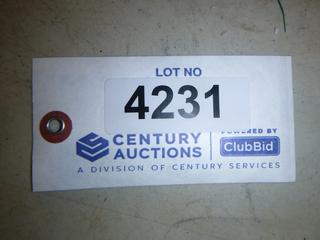 LOT NO
4231
CENTURY AUCTIONS
POWERED BY
ClubBid
A DIVISION OF CENTURY SERVICES